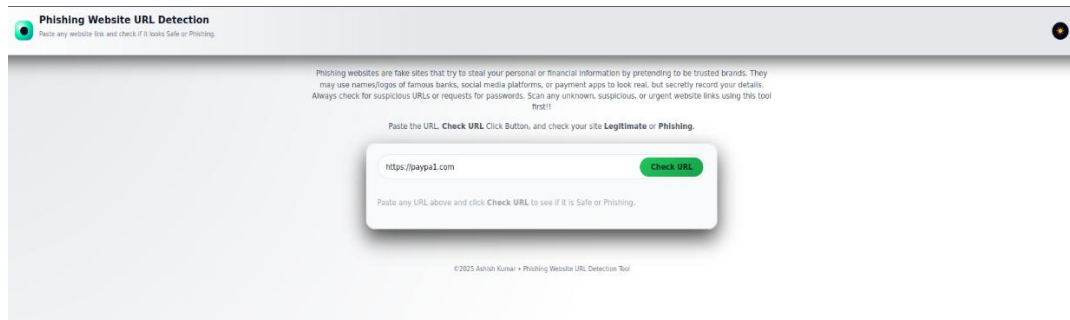 Phishing Website URL Detection
Paste any website link and check if it looks Safe or Phishing.
Phishing websites are fake sites that try to steal your personal or financial information by pretending to be trusted brands. They
may use names/logos of famous banks, social media platforms, or payment apps to look real, but secretly record your details.
Always check for suspicious URLs or requests for passwords. Scan any unknown, suspicious, or urgent website links using this tool
first!!
Paste the URL, Check URL Click Button, and check your site Legitimate or Phishing.
https://paypa1.com
Check URL
Paste any URL above and click Check URL to see if it is Safe or Phishing.
©2025 Ashish Kumar • Phishing Website URL Detection Tool